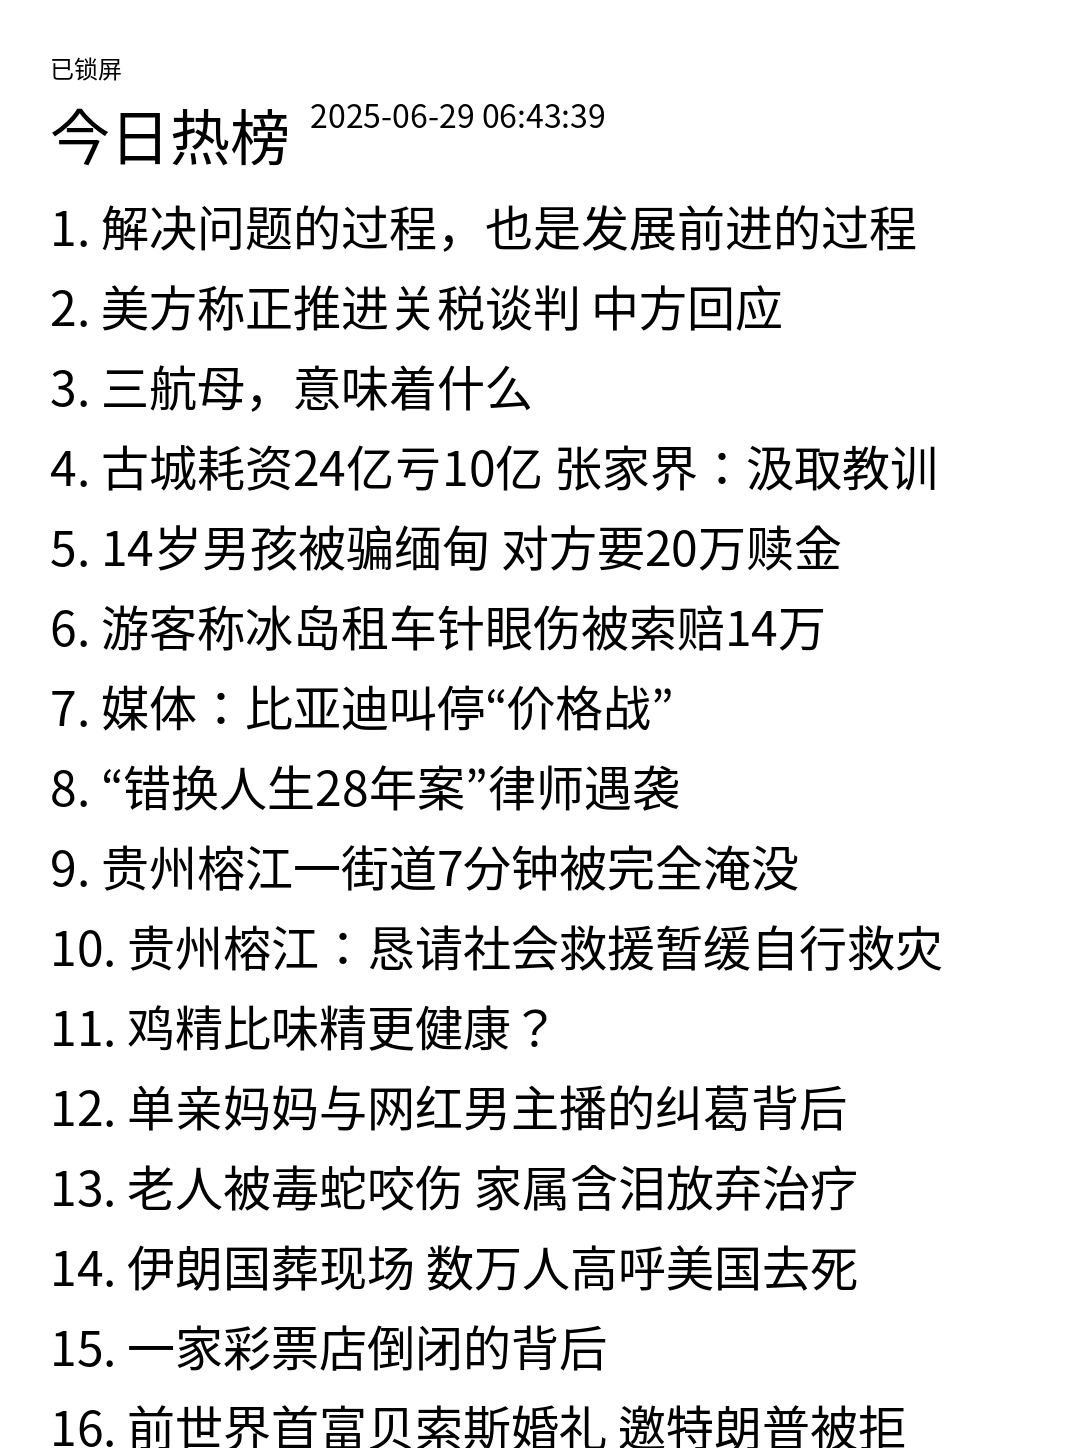 已锁屏
今日热榜 2025-06-29 06:43:39
1. 解决问题的过程，也是发展前进的过程
2. 美方称正推进关税谈判 中方回应
3. 三航母，意味着什么
4. 古城耗资24亿亏10亿 张家界：汲取教训
5. 14岁男孩被骗缅甸 对方要20万赎金
6. 游客称冰岛租车针眼伤被索赔14万
7. 媒体：比亚迪叫停“价格战”
8. “错换人生28年案”律师遇袭
9. 贵州榕江一街道7分钟被完全淹没
10. 贵州榕江：恳请社会救援暂缓自行救灾
11. 鸡精比味精更健康？
12. 单亲妈妈与网红男主播的纠葛背后
13. 老人被毒蛇咬伤 家属含泪放弃治疗
14. 伊朗国葬现场 数万人高呼美国去死
15. 一家彩票店倒闭的背后
16. 前世界首富贝索斯婚礼 邀特朗普被拒